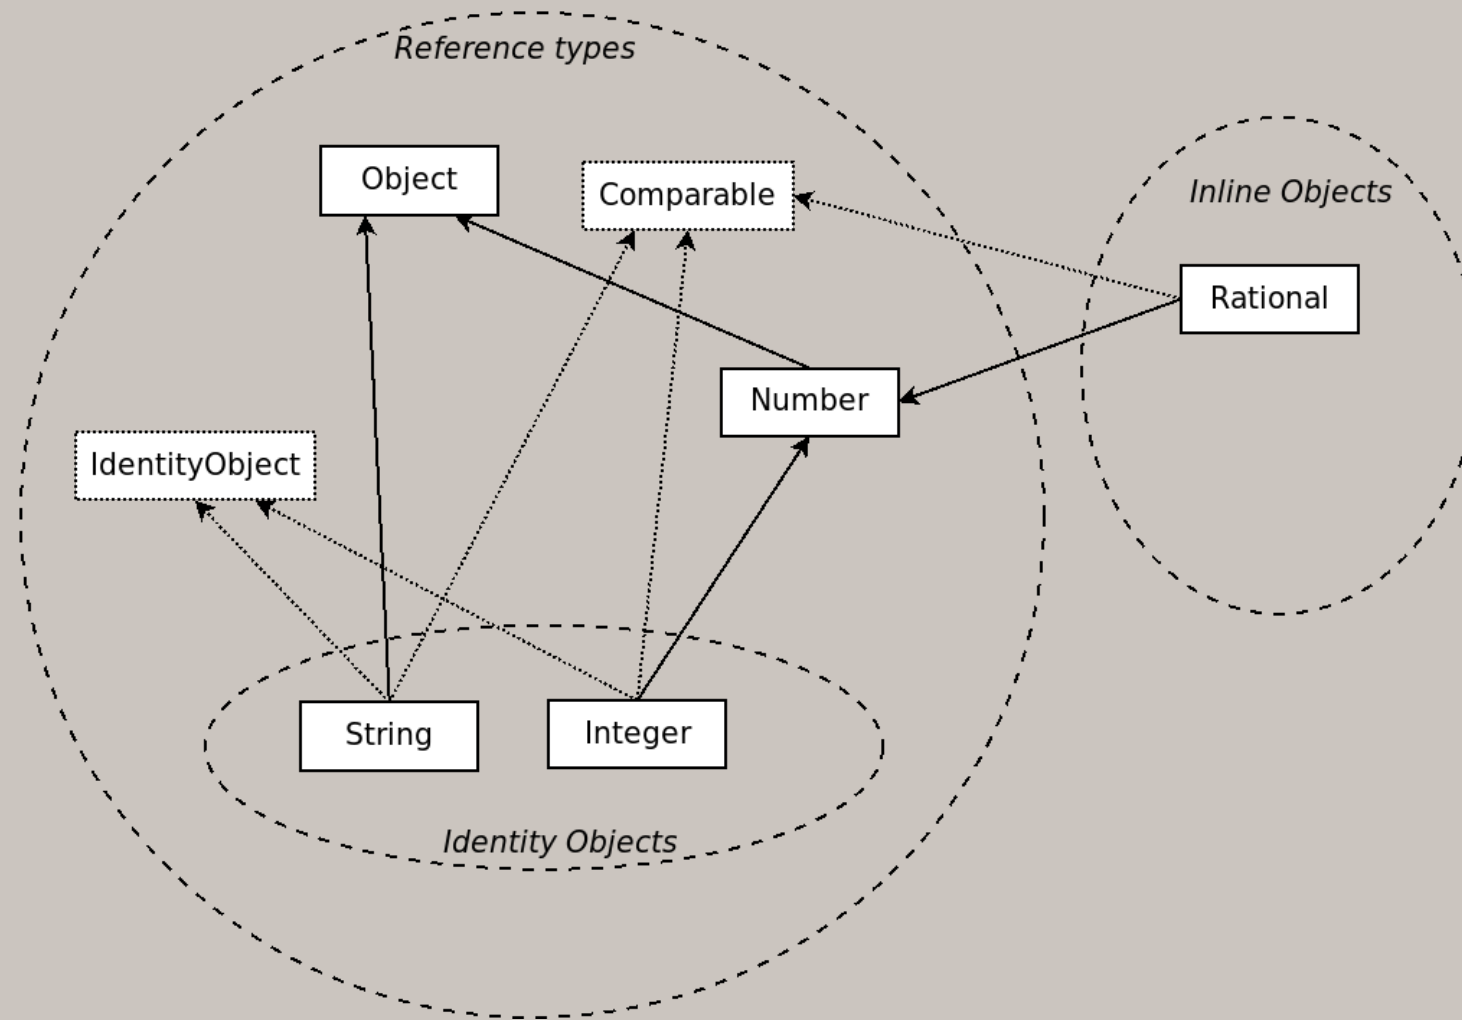 Reference types
Object
Comparable
Inline Objects
Rational
Number
IdentityObject
String
Integer
Identity Objects